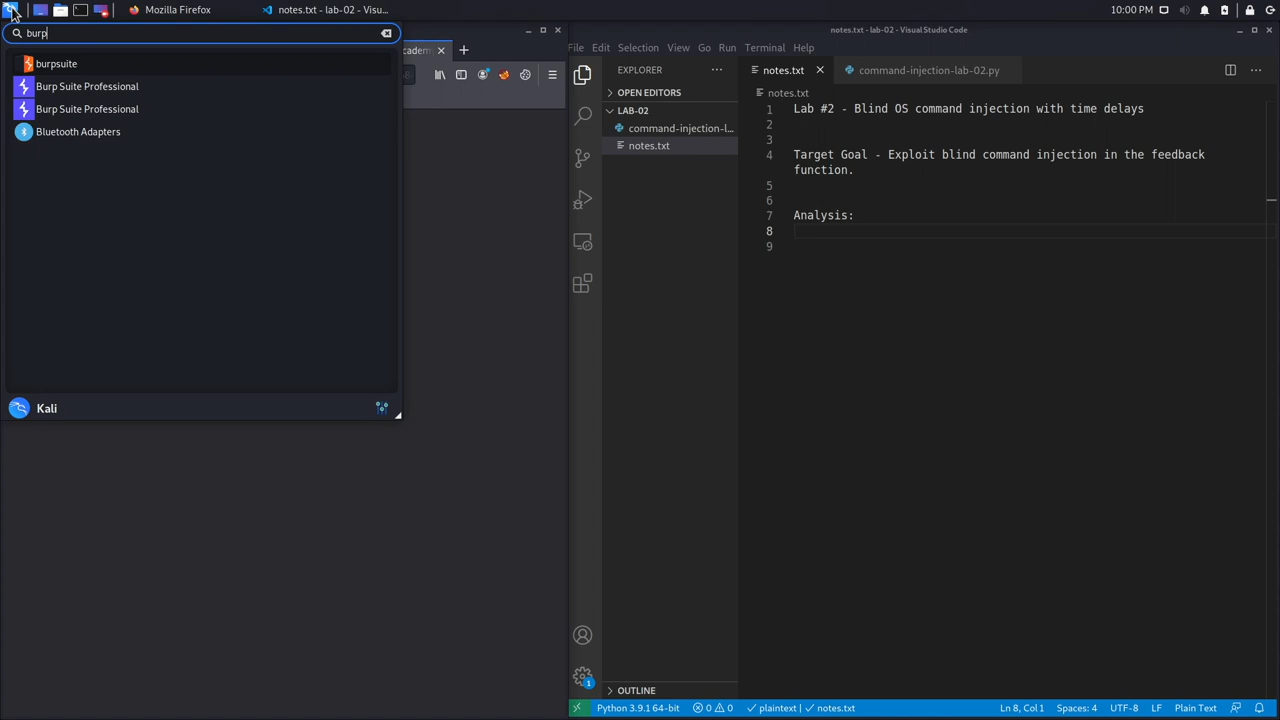 Mozilla Firefox
notes.txt - lab-02 - Visu...
10:00 PM
burp
burpsuite
Burp Suite Professional
Burp Suite Professional
Bluetooth Adapters
Kali
cadem
notes.txt - lab-02 - Visual Studio Code
File Edit Selection View Go Run Terminal Help
EXPLORER
OPEN EDITORS
LAB-02
command-injection-l...
notes.txt
OUTLINE
notes.txt
command-injection-lab-02.py
notes.txt
1 Lab #2 - Blind OS command injection with time delays
2
3
4 Target Goal - Exploit blind command injection in the feedback
function.
5
6
7 Analysis:
8
9
1
Python 3.9.1 64-bit 0 0 plaintext notes.txt Ln 8, Col 1 Spaces: 4 UTF-8 LF Plain Text